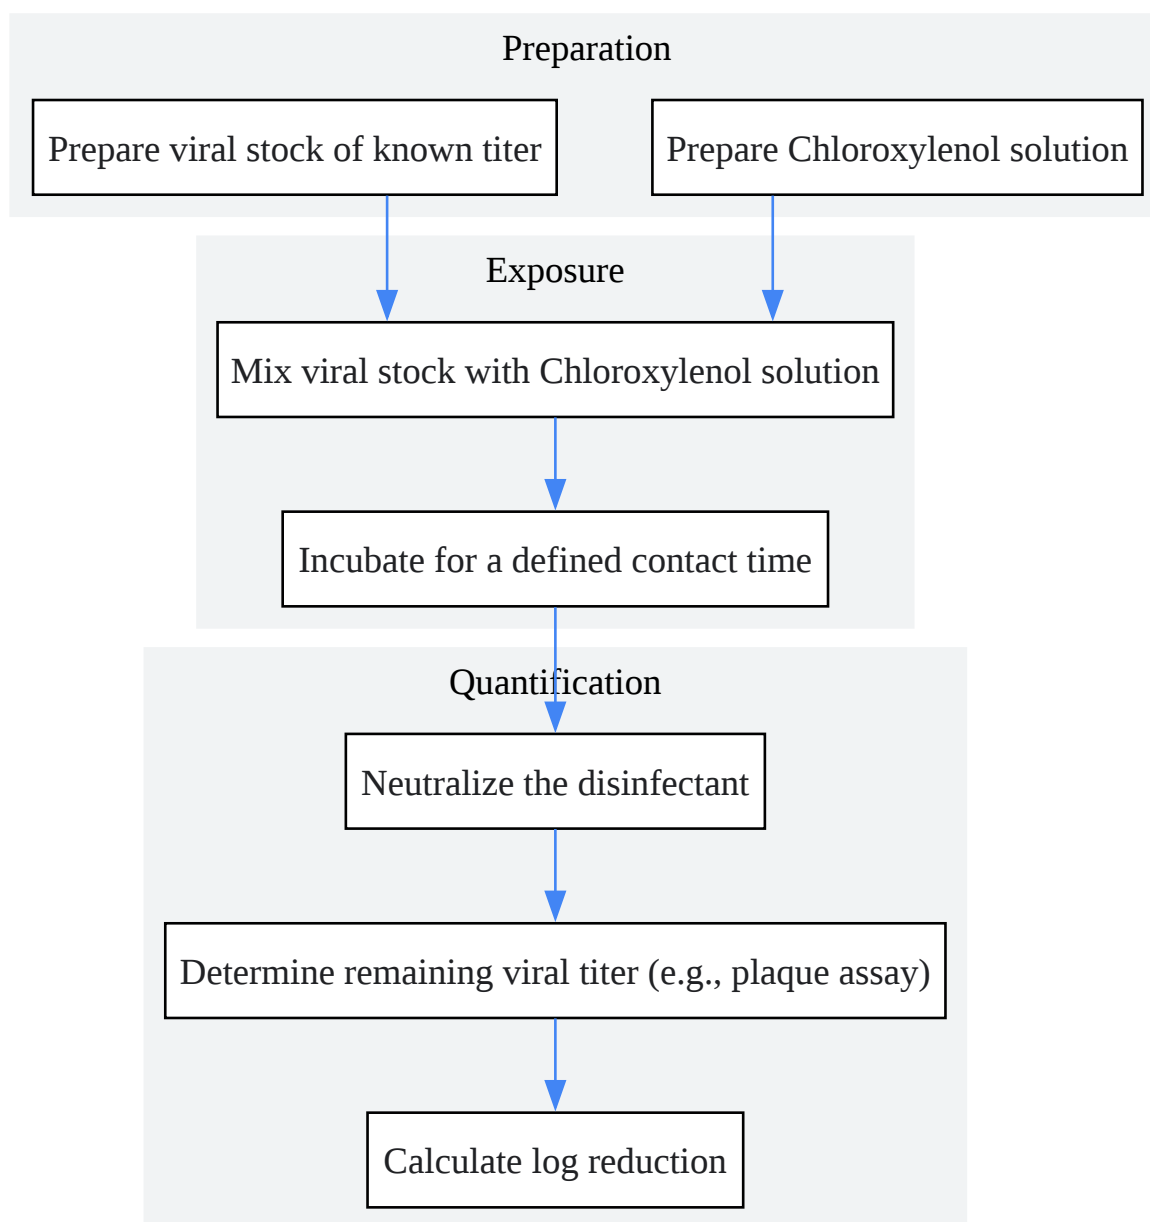 Preparation
Prepare viral stock of known titer
Prepare Chloroxylenol solution
Exposure
Mix viral stock with Chloroxylenol solution
Incubate for a defined contact time
Quantification
Neutralize the disinfectant
Determine remaining viral titer (e.g., plaque assay)
Calculate log reduction